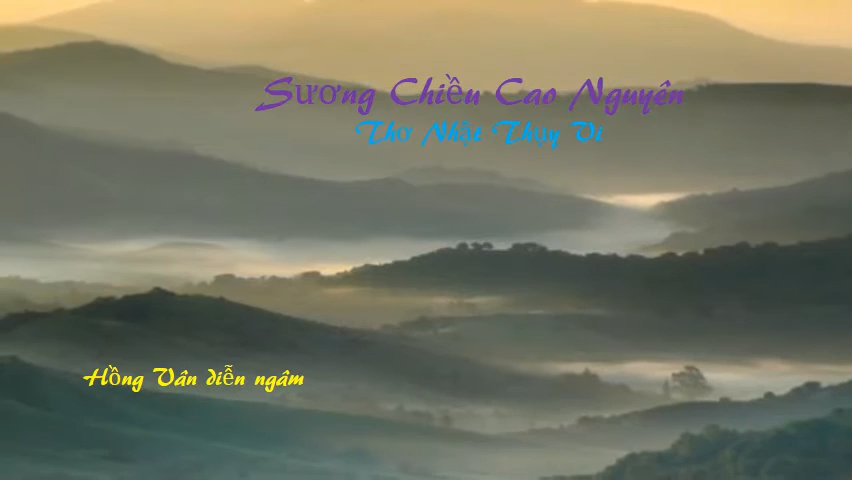 Sương Chiều Cao Nguyên
Thơ Nhật Thụy Vi
Hồng Vân diễn ngâm